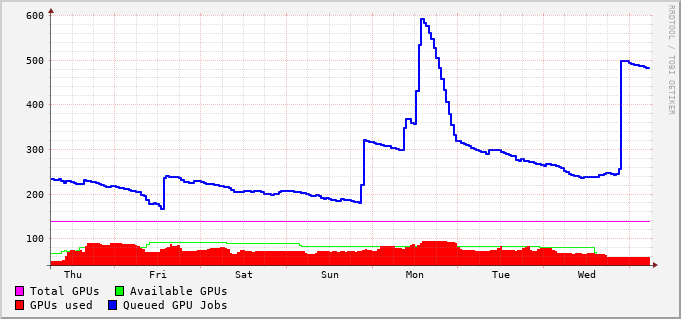 600
500
400
300
200
100
Thu Fri Sat Sun Mon Tue Wed
Total GPUs Available GPUs
GPUs used Queued GPU Jobs
RRDTOOL / TOBI OETIKER